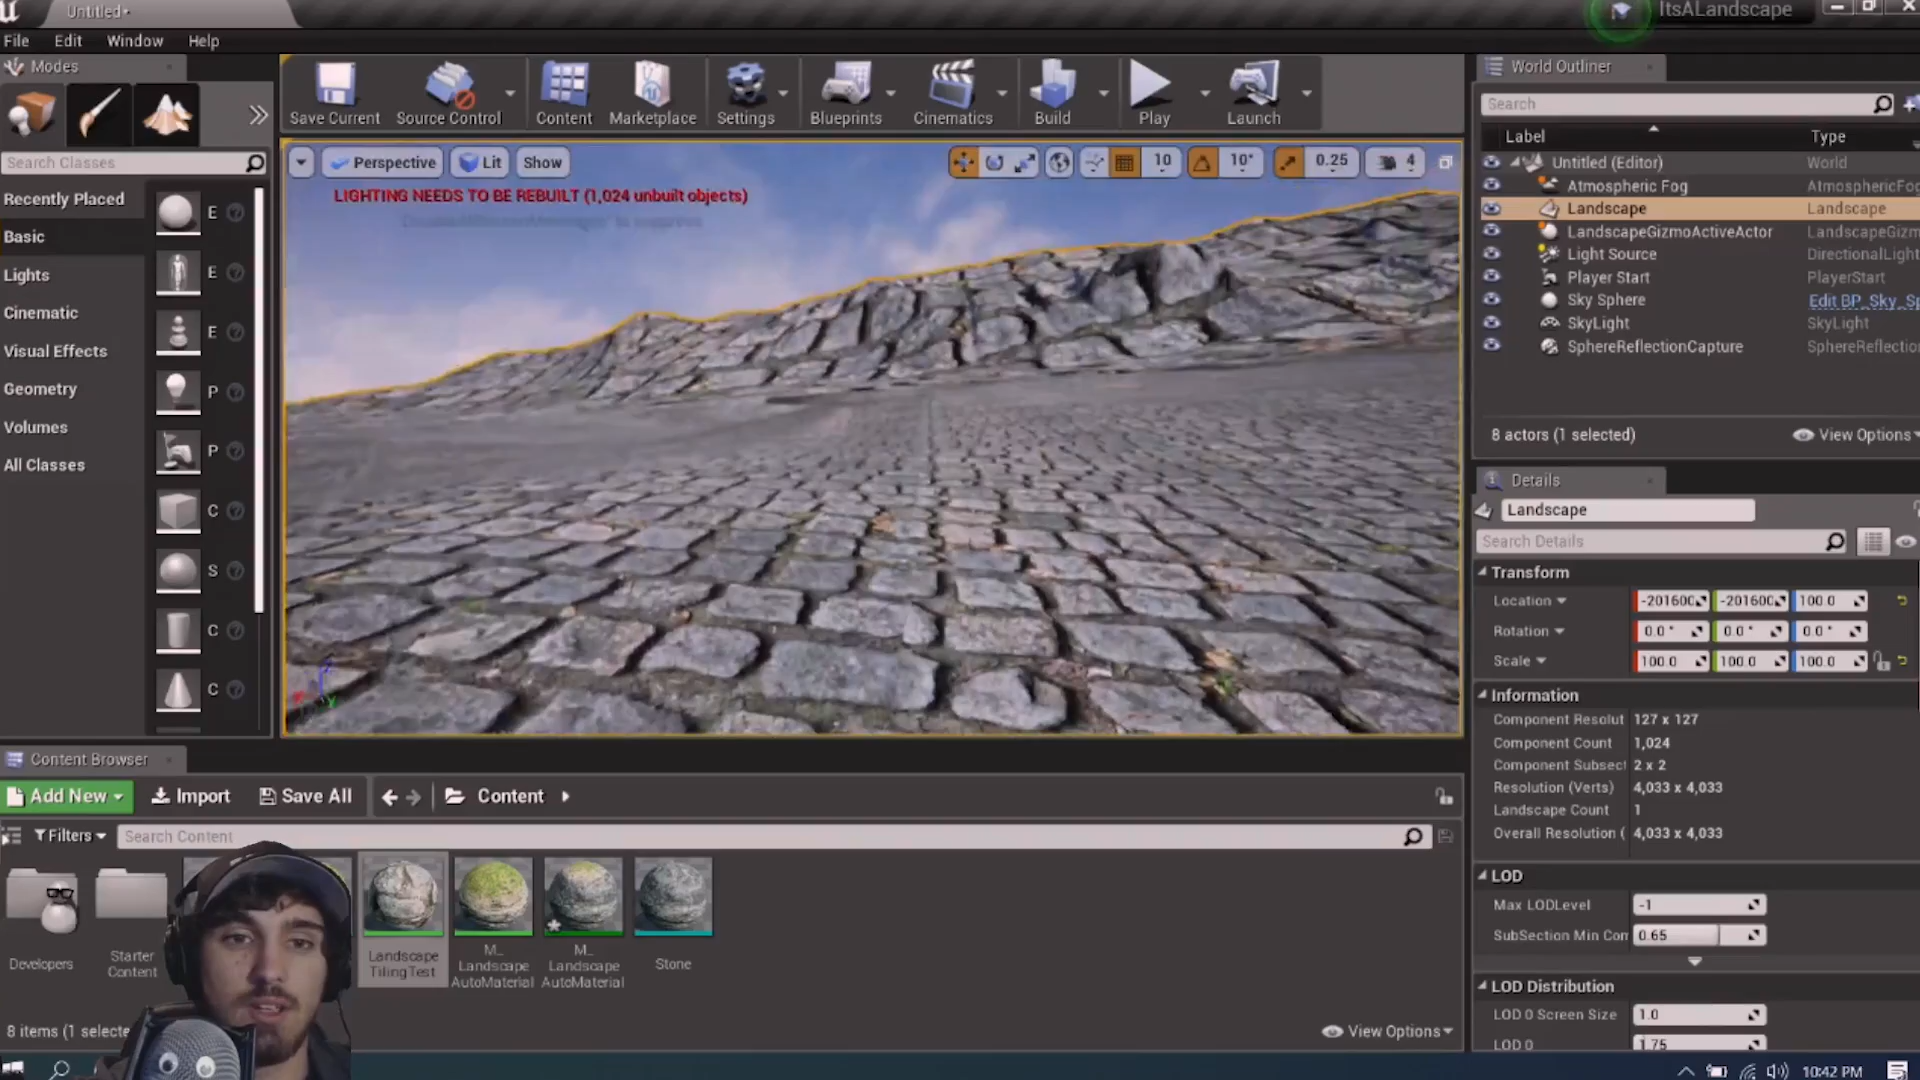 Untitled•
ItsALandscape
File Edit Window Help
Modes
Search Classes
Recently Placed
Basic
Lights
Cinematic
Visual Effects
Geometry
Volumes
All Classes
E
E
E
P
P
C
S
C
C
Save Current
Source Control
Content
Marketplace
Settings
Blueprints
Cinematics
Build
Play
Launch
Perspective
Lit
Show
10
10°
0.25
4
LIGHTING NEEDS TO BE REBUILT (1,024 unbuilt objects)
World Outliner
Search
Label Type
Untitled (Editor) World
Atmospheric Fog AtmosphericFog
Landscape Landscape
LandscapeGizmoActiveActor LandscapeGizm
Light Source DirectionalLight
Player Start PlayerStart
Sky Sphere Edit BP_Sky_Sp
SkyLight SkyLight
SphereReflectionCapture SphereReflection
8 actors (1 selected)
View Options
Details
Landscape
Search Details
Transform
Location -201600 -201600 100.0
Rotation 0.0° 0.0° 0.0°
Scale 100.0 100.0 100.0
Information
Component Resolut 127 x 127
Component Count 1,024
Component Subsect 2 x 2
Resolution (Verts) 4,033 x 4,033
Landscape Count 1
Overall Resolution ( 4,033 x 4,033
LOD
Max LODLevel -1
SubSection Min Con 0.65
LOD Distribution
LOD 0 Screen Size 1.0
LOD 0 1.75
Content Browser
Add New
Import
Save All
Content
Filters
Search Content
Developers
Starter
Content
Landscape
TilingTest
M_
Landscape
AutoMaterial
M_
Landscape
AutoMaterial
Stone
8 items (1 selecte
View Options
10:42 PM